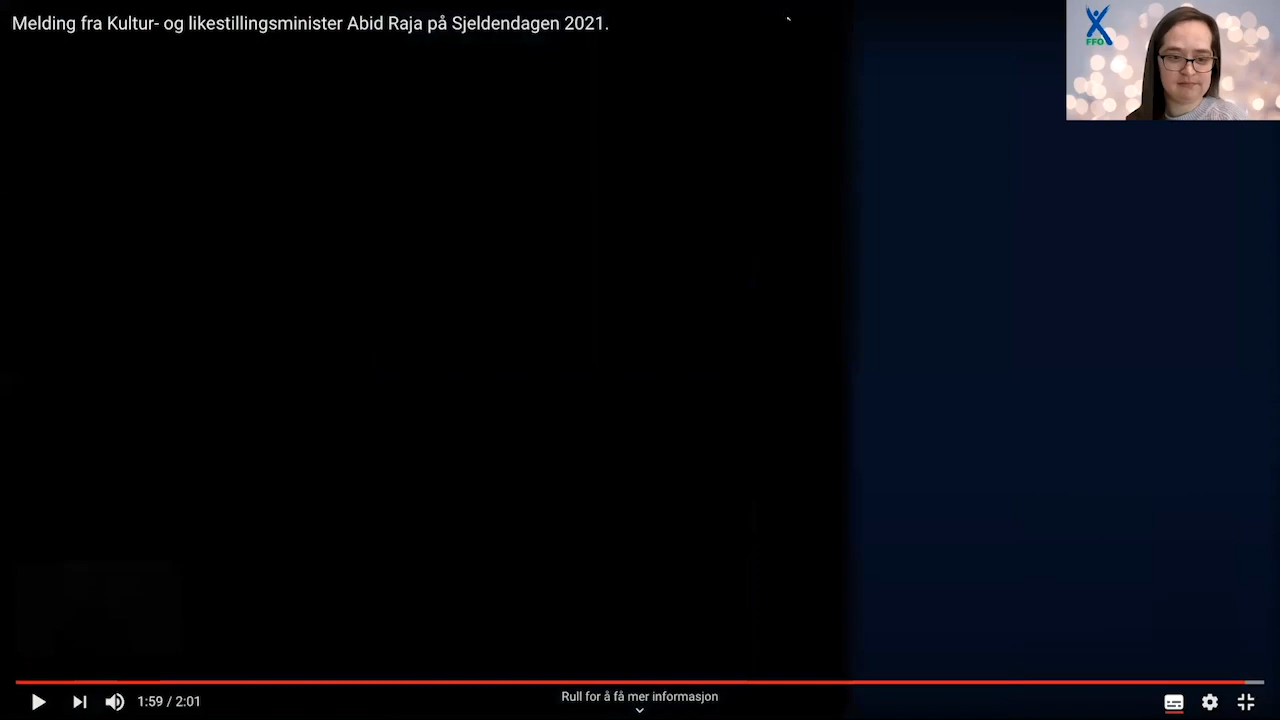 Melding fra Kultur- og likestillingsminister Abid Raja på Sjeldendagen 2021.
FFO
1:59 / 2:01
Rull for å få mer informasjon